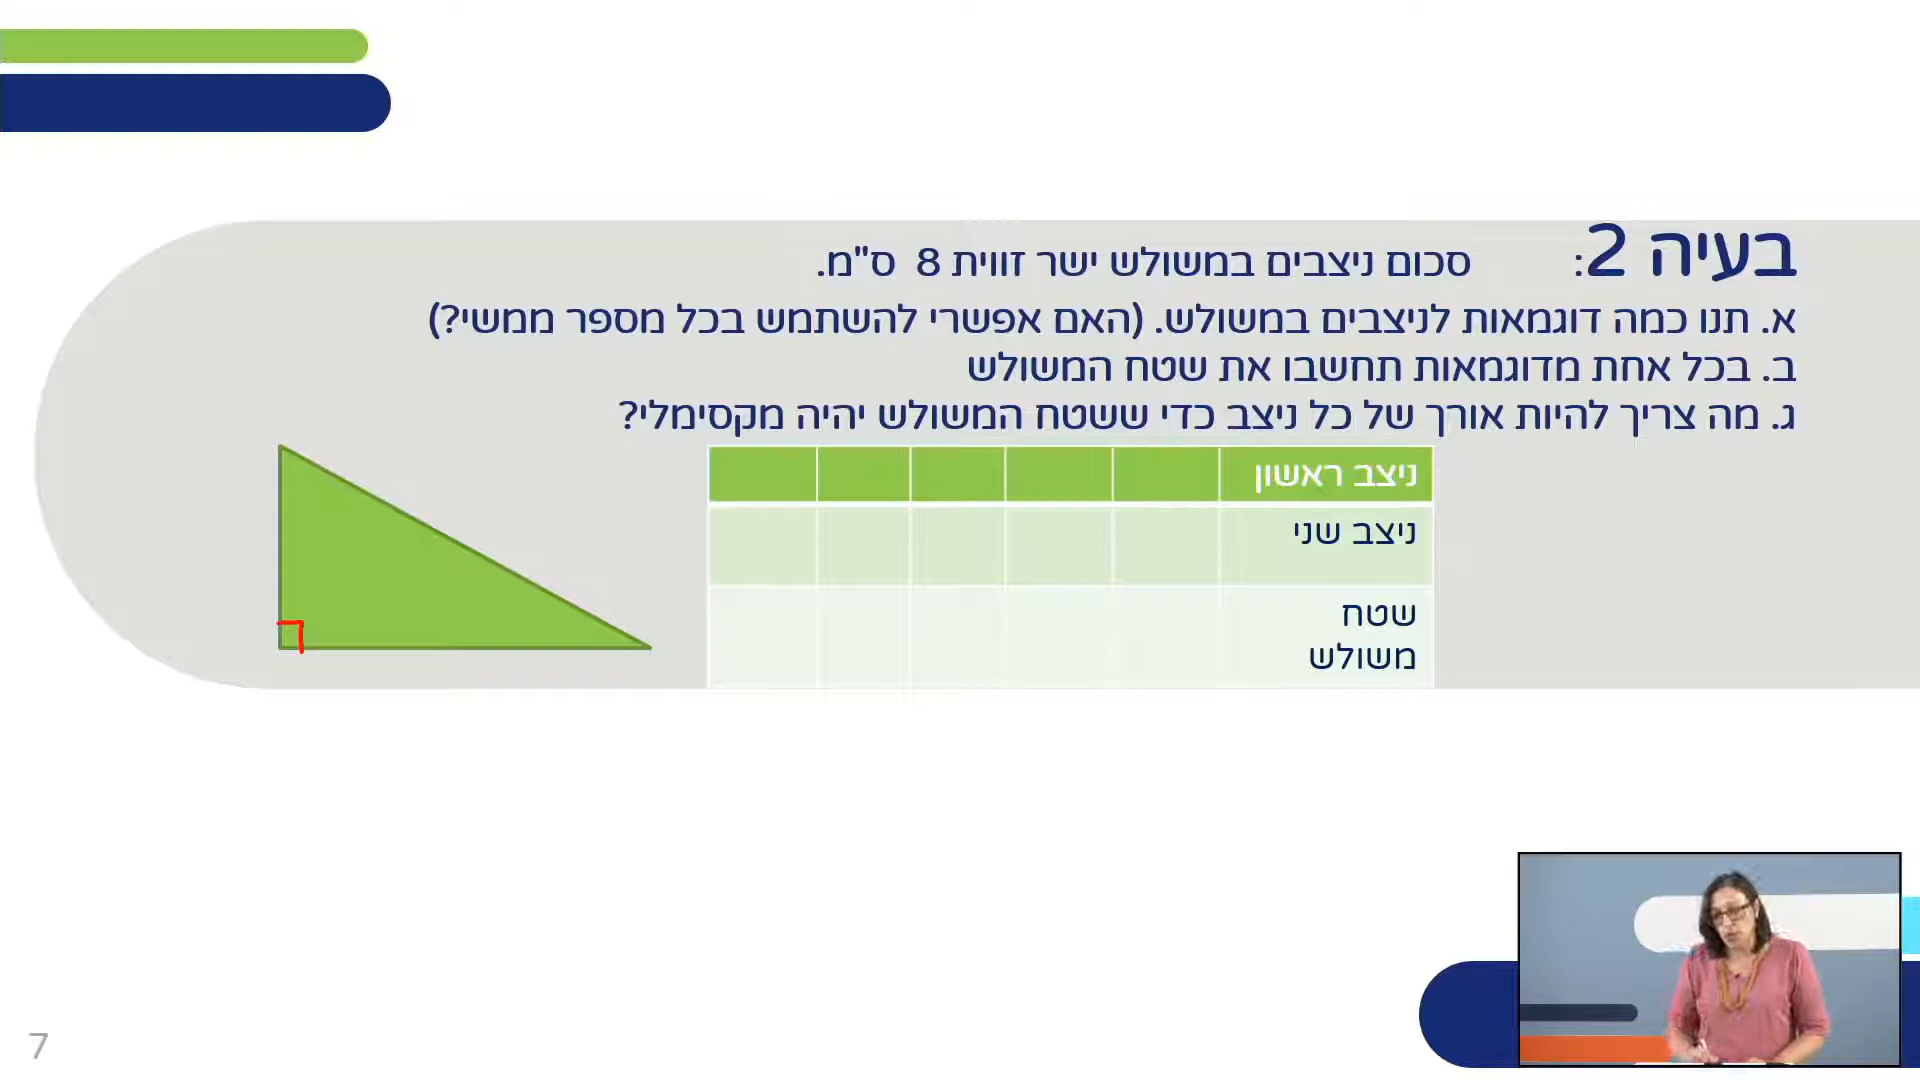 בעיה 2: סכום ניצבים במשולש ישר זווית 8 ס"מ.
א. תנו כמה דוגמאות לניצבים במשולש. (האם אפשרי להשתמש בכל מספר ממשי?)
ב. בכל אחת מדוגמאות תחשבו את שטח המשולש
ג. מה צריך להיות אורך של כל ניצב כדי ששטח המשולש יהיה מקסימלי?
ניצב ראשון
ניצב שני
שטח
משולש
7